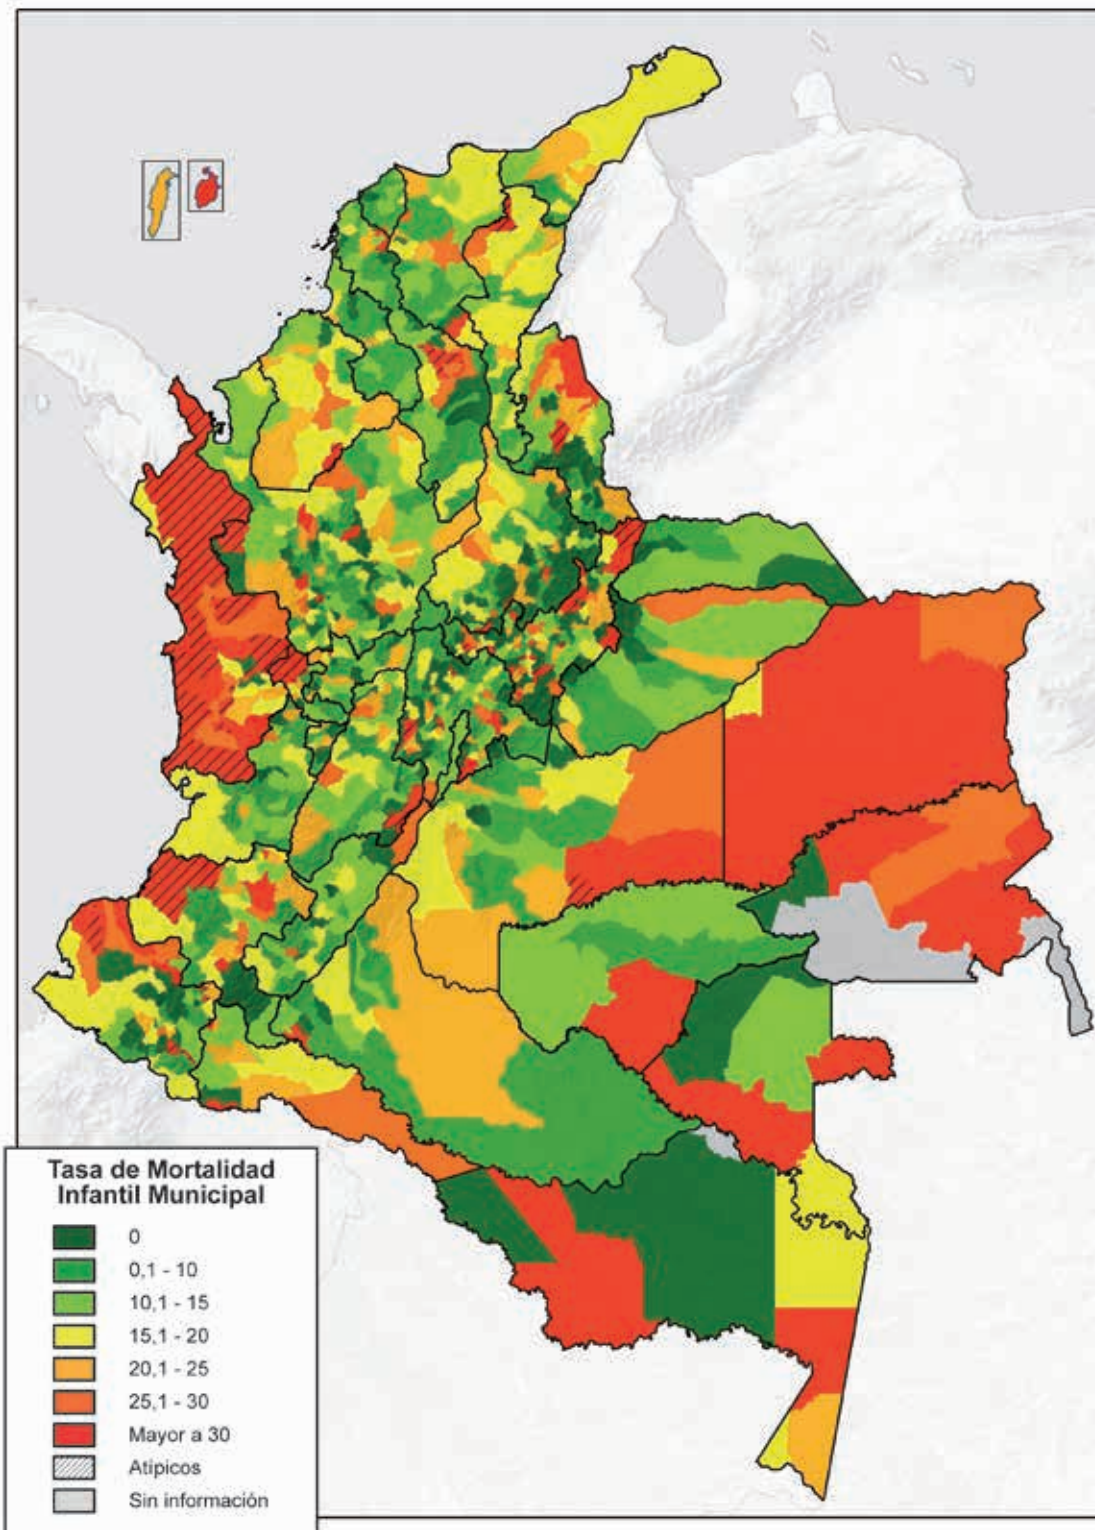 Tasa de Mortalidad
Infantil Municipal
0
0,1 - 10
10,1 - 15
15,1 - 20
20,1 - 25
25,1 - 30
Mayor a 30
Atipicos
Sin información